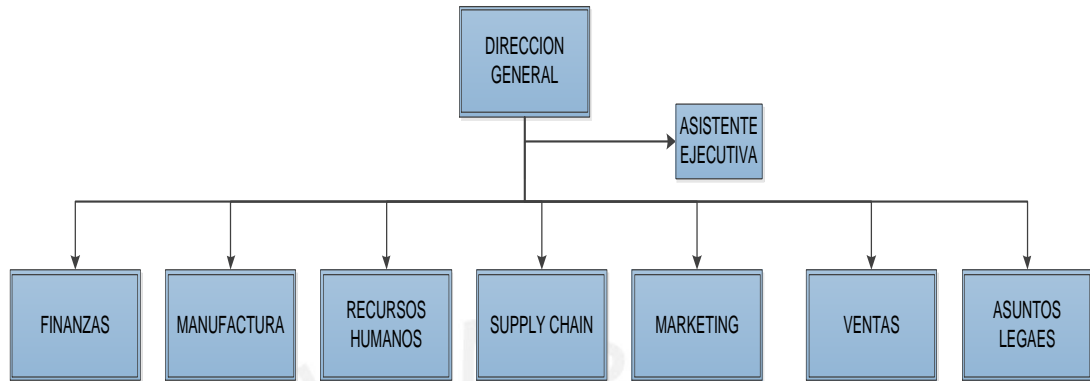 DIRECCION
GENERAL
ASISTENTE
EJECUTIVA
FINANZAS
MANUFACTURA
RECURSOS
HUMANOS
SUPPLY CHAIN
MARKETING
VENTAS
ASUNTOS
LEGAES